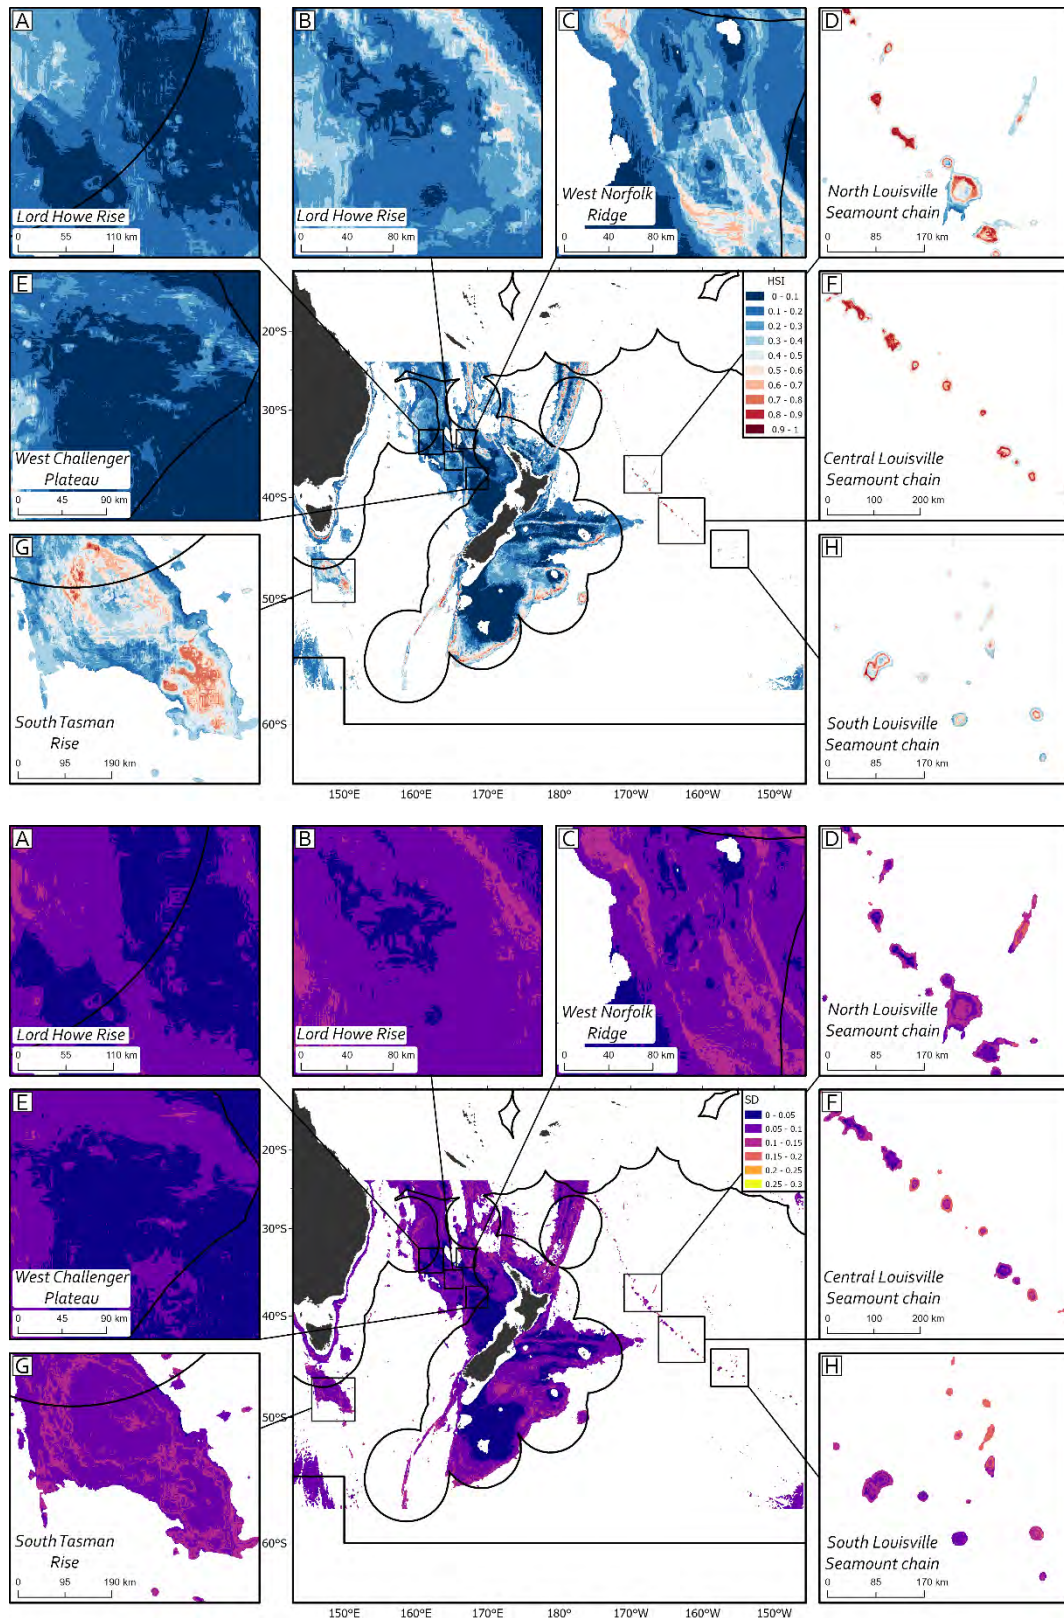 A
Lord Howe Rise
0 55 110 km
B
Lord Howe Rise
0 40 80 km
C
West Norfolk
Ridge
0 40 80 km
D
North Louisville
Seamount chain
0 85 170 km
E
West Challenger
Plateau
0 45 90 km
HSI
0 - 0.1
0.1 - 0.2
0.2 - 0.3
0.3 - 0.4
0.4 - 0.5
0.5 - 0.6
0.6 - 0.7
0.7 - 0.8
0.8 - 0.9
0.9 - 1
20°S
30°S
40°S
50°S
60°S
150°E 160°E 170°E 180° 170°W 160°W 150°W
F
Central Louisville
Seamount chain
0 100 200 km
G
South Tasman
Rise
0 95 190 km
H
South Louisville
Seamount chain
0 85 170 km
A
Lord Howe Rise
0 55 110 km
B
Lord Howe Rise
0 40 80 km
C
West Norfolk
Ridge
0 40 80 km
D
North Louisville
Seamount chain
0 85 170 km
E
West Challenger
Plateau
0 45 90 km
SD
0 - 0.05
0.05 - 0.1
0.1 - 0.15
0.15 - 0.2
0.2 - 0.25
0.25 - 0.3
20°S
30°S
40°S
50°S
60°S
150°E 160°E 170°E 180° 170°W 160°W 150°W
F
Central Louisville
Seamount chain
0 100 200 km
G
South Tasman
Rise
0 95 190 km
H
South Louisville
Seamount chain
0 85 170 km